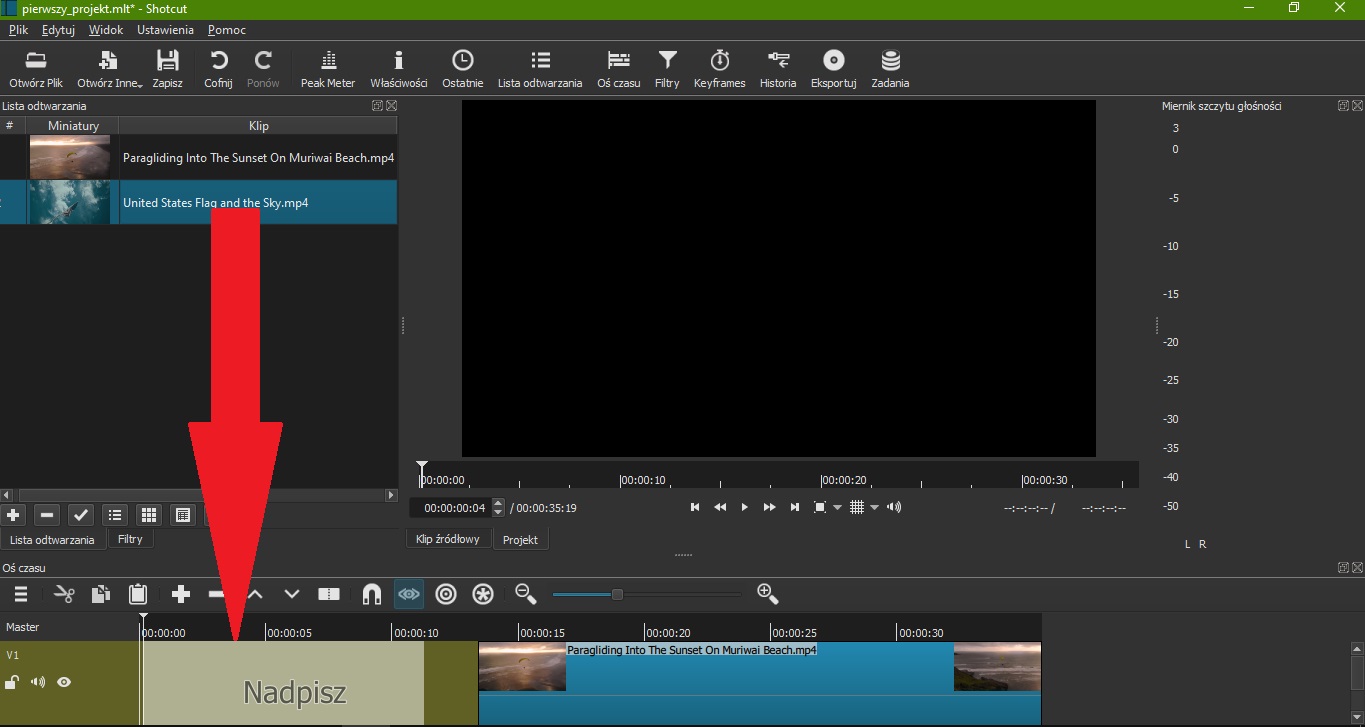 pierwszy_projekt.mlt* - Shotcut
Plik Edytuj Widok Ustawienia Pomoc
Otwórz Plik Otwórz Inne Zapisz Cofnij Ponów Peak Meter Właściwości Ostatnie Lista odtwarzania Oś czasu Filtry Keyframes Historia Eksportuj Zadania
Lista odtwarzania
# Miniatury Klip
Paragliding Into The Sunset On Muriwai Beach.mp4
United States Flag and the Sky.mp4
Miernik szczytu głośności
3
0
-5
-10
-15
-20
-25
-30
-35
-40
-50
L R
00:00:00 00:00:10 00:00:20 00:00:30
00:00:00:04 / 00:00:35:19 --:--:--:-- / --:--:--:--
Lista odtwarzania Filtry
Klip źródłowy Projekt
Oś czasu
Master
00:00:00 00:00:05 00:00:10 00:00:15 00:00:20 00:00:25 00:00:30
V1
Nadpisz
Paragliding Into The Sunset On Muriwai Beach.mp4